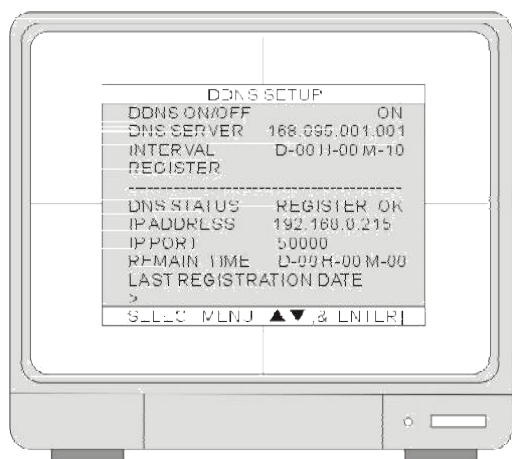 DDNS SETUP
DDNS ON/OFF ON
DNS SERVER 168.095.001.001
INTERVAL D-00 H-00 M-10
REGISTER
--------------------------------
DNS STATUS REGISTER OK
IP ADDRESS 192.168.0.215
IP PORT 50000
REMAIN TIME D-00 H-00 M-00
LAST REGISTRATION DATE
>
SELECT MENU ▲▼ & ENTER]